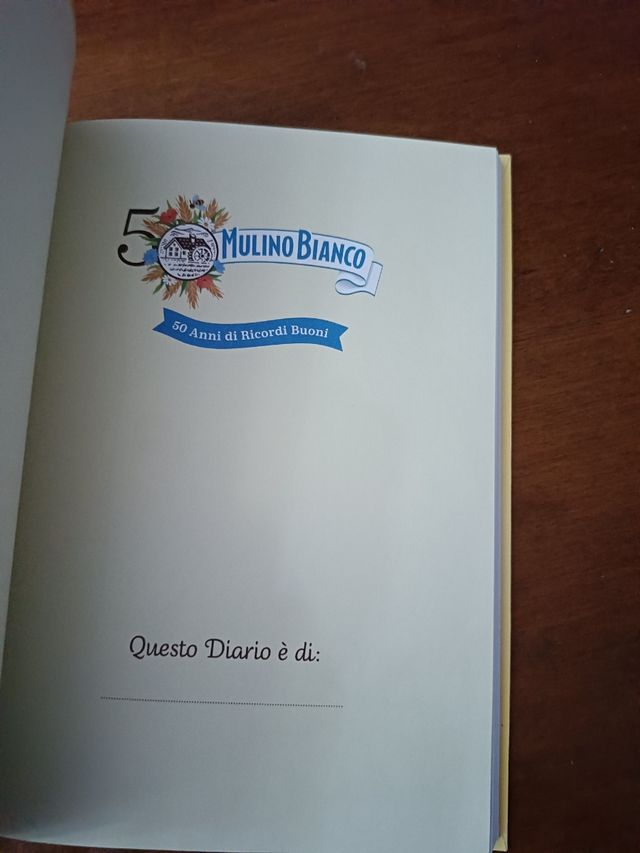 50 MULINO BIANCO
50 Anni di Ricordi Buoni
Questo Diario è di: